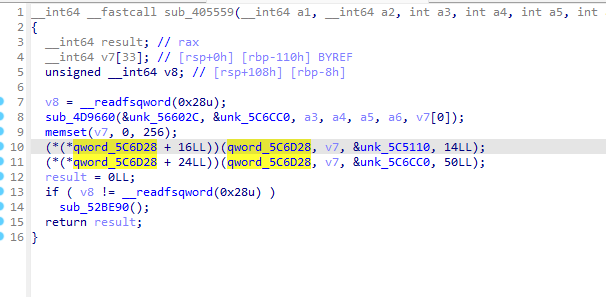 1 __int64 __fastcall sub_405559(__int64 a1, __int64 a2, int a3, int a4, int a5, int
2 {
3 __int64 result; // rax
4 __int64 v7[33]; // [rsp+0h] [rbp-110h] BYREF
5 unsigned __int64 v8; // [rsp+108h] [rbp-8h]
6
7 v8 = __readfsqword(0x28u);
8 sub_4D9660(&unk_56602C, &unk_5C6CC0, a3, a4, a5, a6, v7[0]);
9 memset(v7, 0, 256);
10 (*(*qword_5C6D28 + 16LL))(qword_5C6D28, v7, &unk_5C5110, 14LL);
11 (*(*qword_5C6D28 + 24LL))(qword_5C6D28, v7, &unk_5C6CC0, 50LL);
12 result = 0LL;
13 if ( v8 != __readfsqword(0x28u) )
14 sub_52BE90();
15 return result;
16 }